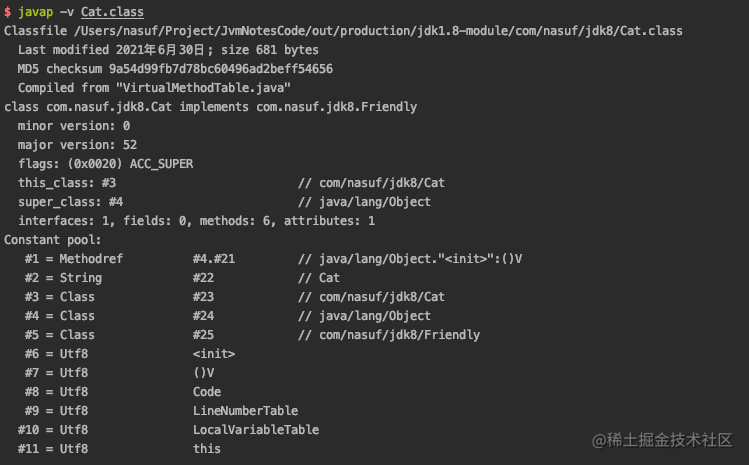 $ javap -v Cat.class
Classfile /Users/nasuf/Project/JvmNotesCode/out/production/jdk1.8-module/com/nasuf/jdk8/Cat.class
  Last modified 2021年6月30日; size 681 bytes
  MD5 checksum 9a54d99fb7d78bc60496ad2beff54656
  Compiled from "VirtualMethodTable.java"
class com.nasuf.jdk8.Cat implements com.nasuf.jdk8.Friendly
  minor version: 0
  major version: 52
  flags: (0x0020) ACC_SUPER
  this_class: #3                          // com/nasuf/jdk8/Cat
  super_class: #4                         // java/lang/Object
  interfaces: 1, fields: 0, methods: 6, attributes: 1
Constant pool:
   #1 = Methodref          #4.#21         // java/lang/Object."<init>":()V
   #2 = String             #22            // Cat
   #3 = Class              #23            // com/nasuf/jdk8/Cat
   #4 = Class              #24            // java/lang/Object
   #5 = Class              #25            // com/nasuf/jdk8/Friendly
   #6 = Utf8               <init>
   #7 = Utf8               ()V
   #8 = Utf8               Code
   #9 = Utf8               LineNumberTable
  #10 = Utf8               LocalVariableTable
  #11 = Utf8               this
@稀土掘金技术社区